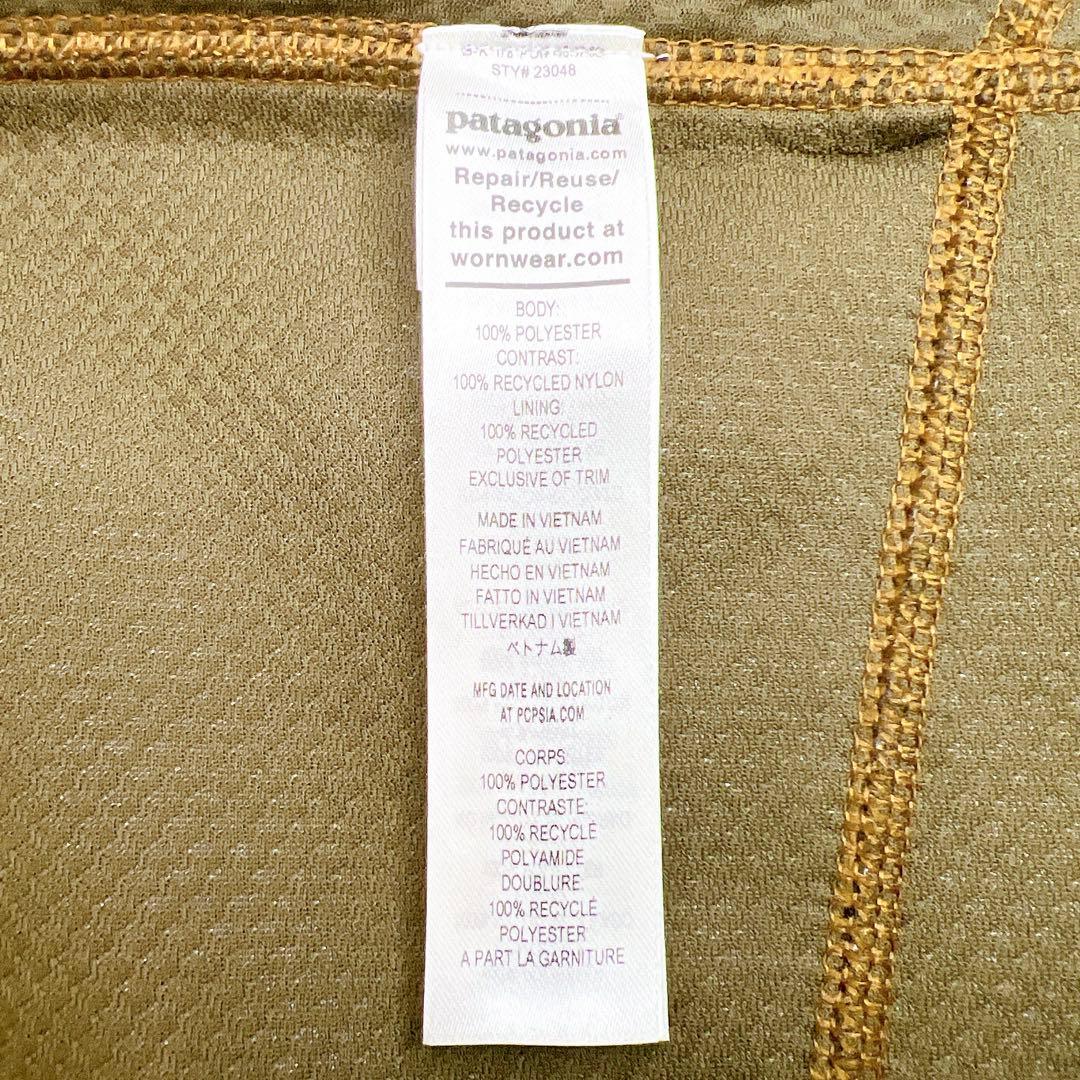 STY# 23048
patagonia®
www.patagonia.com
Repair/Reuse/
Recycle
this product at
wornwear.com
BODY:
100% POLYESTER
CONTRAST:
100% RECYCLED NYLON
LINING:
100% RECYCLED
POLYESTER
EXCLUSIVE OF TRIM
MADE IN VIETNAM
FABRIQUÉ AU VIETNAM
HECHO EN VIETNAM
FATTO IN VIETNAM
TILLVERKAD I VIETNAM
ベトナム製
MFG DATE AND LOCATION
AT PCPSIA.COM
CORPS:
100% POLYESTER
CONTRASTE:
100% RECYCLÉ
POLYAMIDE
DOUBLURE:
100% RECYCLÉ
POLYESTER
A PART LA GARNITURE